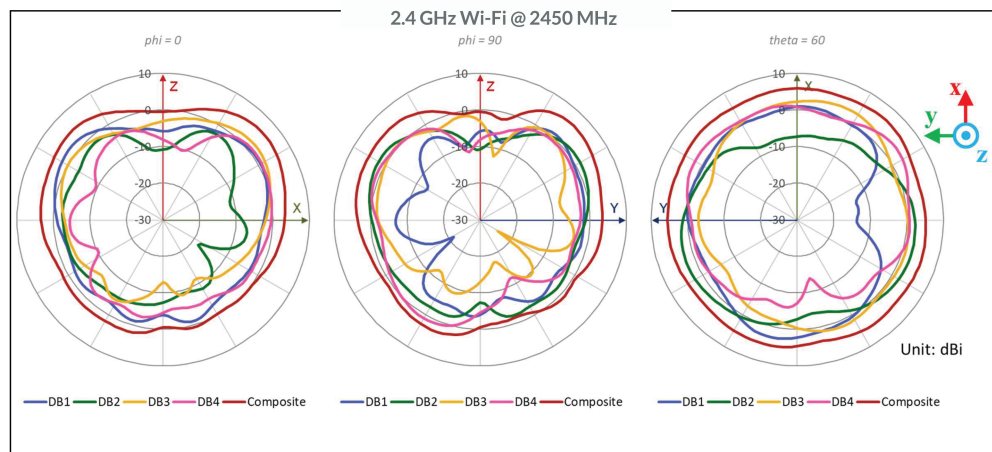 2.4 GHz Wi-Fi @ 2450 MHz
phi = 0
phi = 90
theta = 60
10
0
-10
-20
-30
Z
X
10
0
-10
-20
-30
Z
Y
10
0
-10
-20
-30
X
Y
x
y
z
Unit: dBi
DB1 DB2 DB3 DB4 Composite
DB1 DB2 DB3 DB4 Composite
DB1 DB2 DB3 DB4 Composite